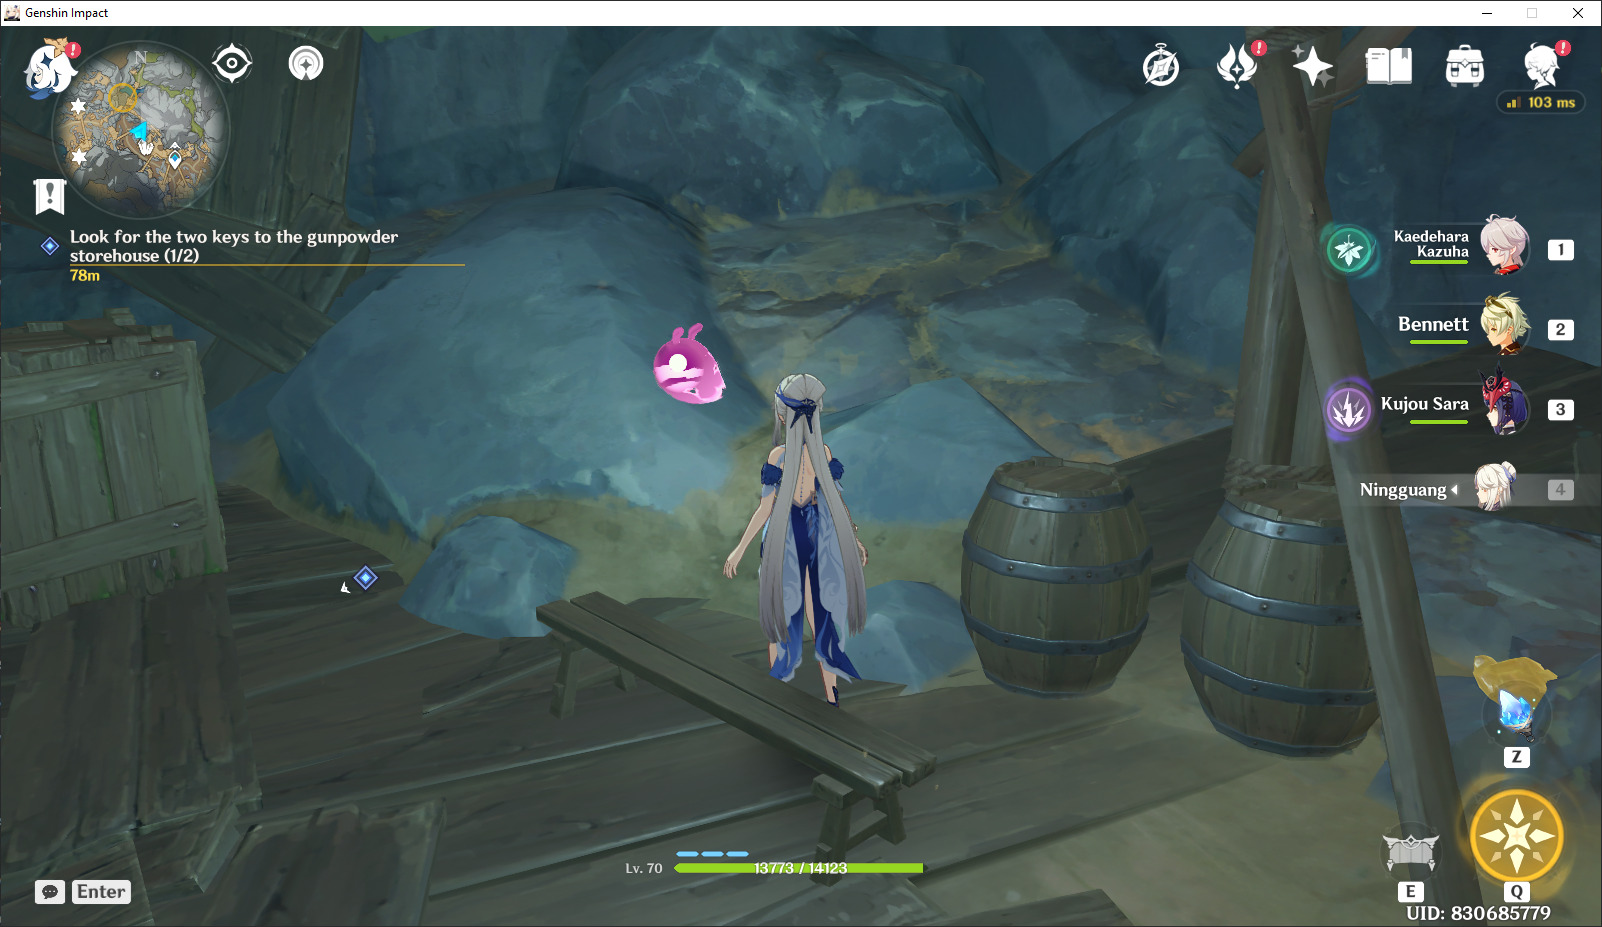 Genshin Impact
N
103 ms
Look for the two keys to the gunpowder
storehouse (1/2)
78m
Kaedehara
Kazuha
1
Bennett
2
Kujou Sara
3
Ningguang
4
Z
Lv. 70
13773 / 14123
Enter
E
Q
UID: 830685779